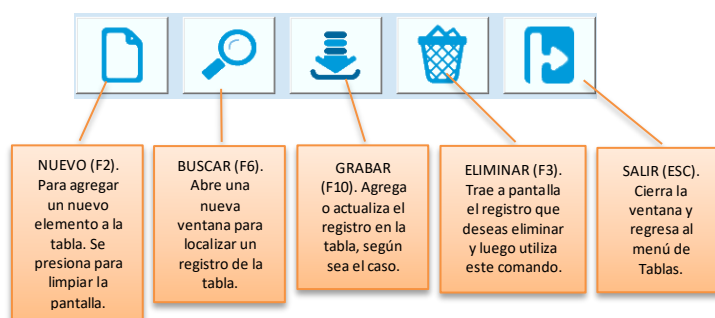 NUEVO (F2).
Para agregar
un nuevo
elemento a la
tabla. Se
presiona para
limpiar la
pantalla.
BUSCAR (F6).
Abre una
nueva
ventana para
localizar un
registro de la
tabla.
GRABAR
(F10). Agrega
o actualiza el
registro en la
tabla, según
sea el caso.
ELIMINAR (F3).
Trae a pantalla
el registro que
deseas eliminar
y luego utiliza
este comando.
SALIR (ESC).
Cierra la
ventana y
regresa al
menú de
Tablas.